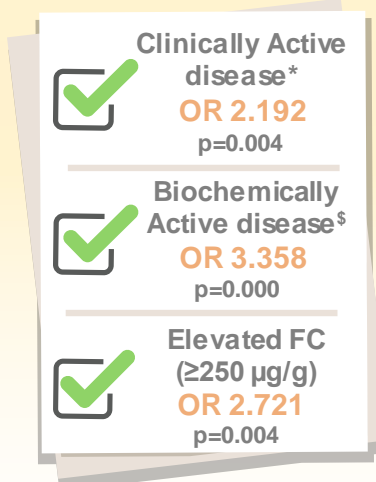 Clinically Active
disease*
OR 2.192
p=0.004
Biochemically
Active disease$
OR 3.358
p=0.000
Elevated FC
(≥250 µg/g)
OR 2.721
p=0.004